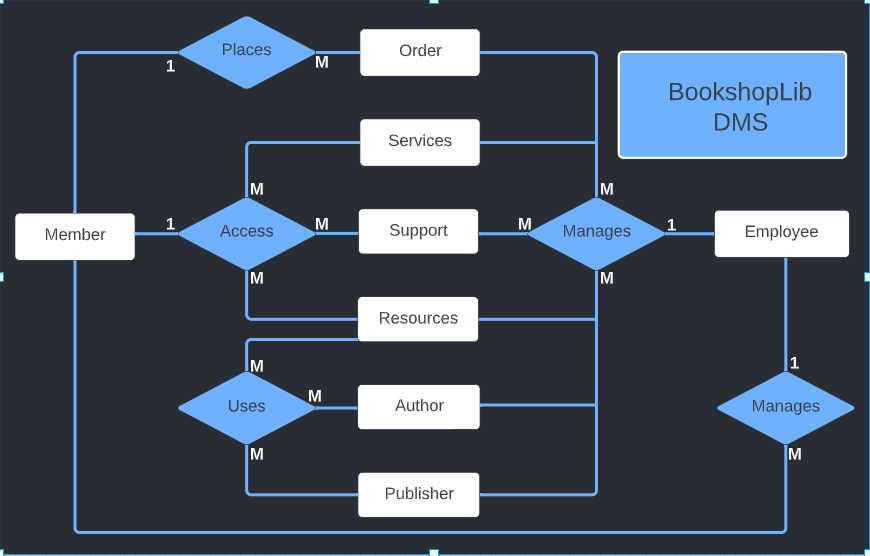 Places
Order
1
M
BookshopLib
DMS
Services
M
M
Member
1
Access
M
Support
M
Manages
1
Employee
M
M
Resources
M
1
Uses
M
Author
Manages
M
M
Publisher